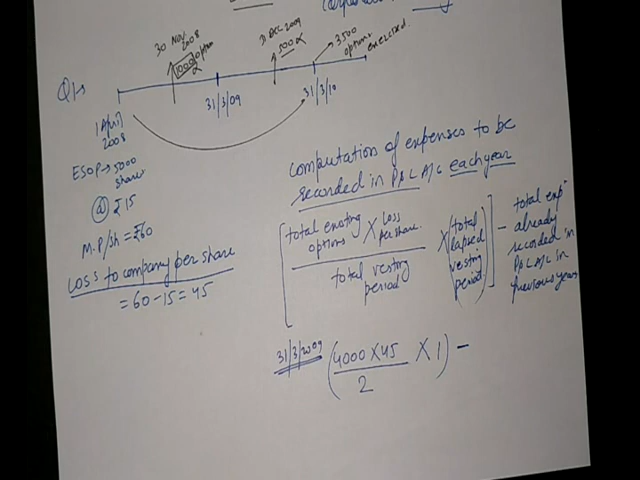 30 Nov
2008
1000 option
31 Dec 2009
500
3500
options
exercised
Q1→
31/3/09
31/3/10
1 April
2008
ESOP→5000
shares
@ ₹15
M.P/Sh = ₹60
Loss to company per share
= 60 - 15 = 45
Computation of expenses to be
recorded in P&L A/c each year
total existing options X Loss per share
total vesting period
X (total elapsed vesting period)
- total exp already recorded in P&L A/c in previous years
31/3/2009 (4000 X 45 X 1) -
2